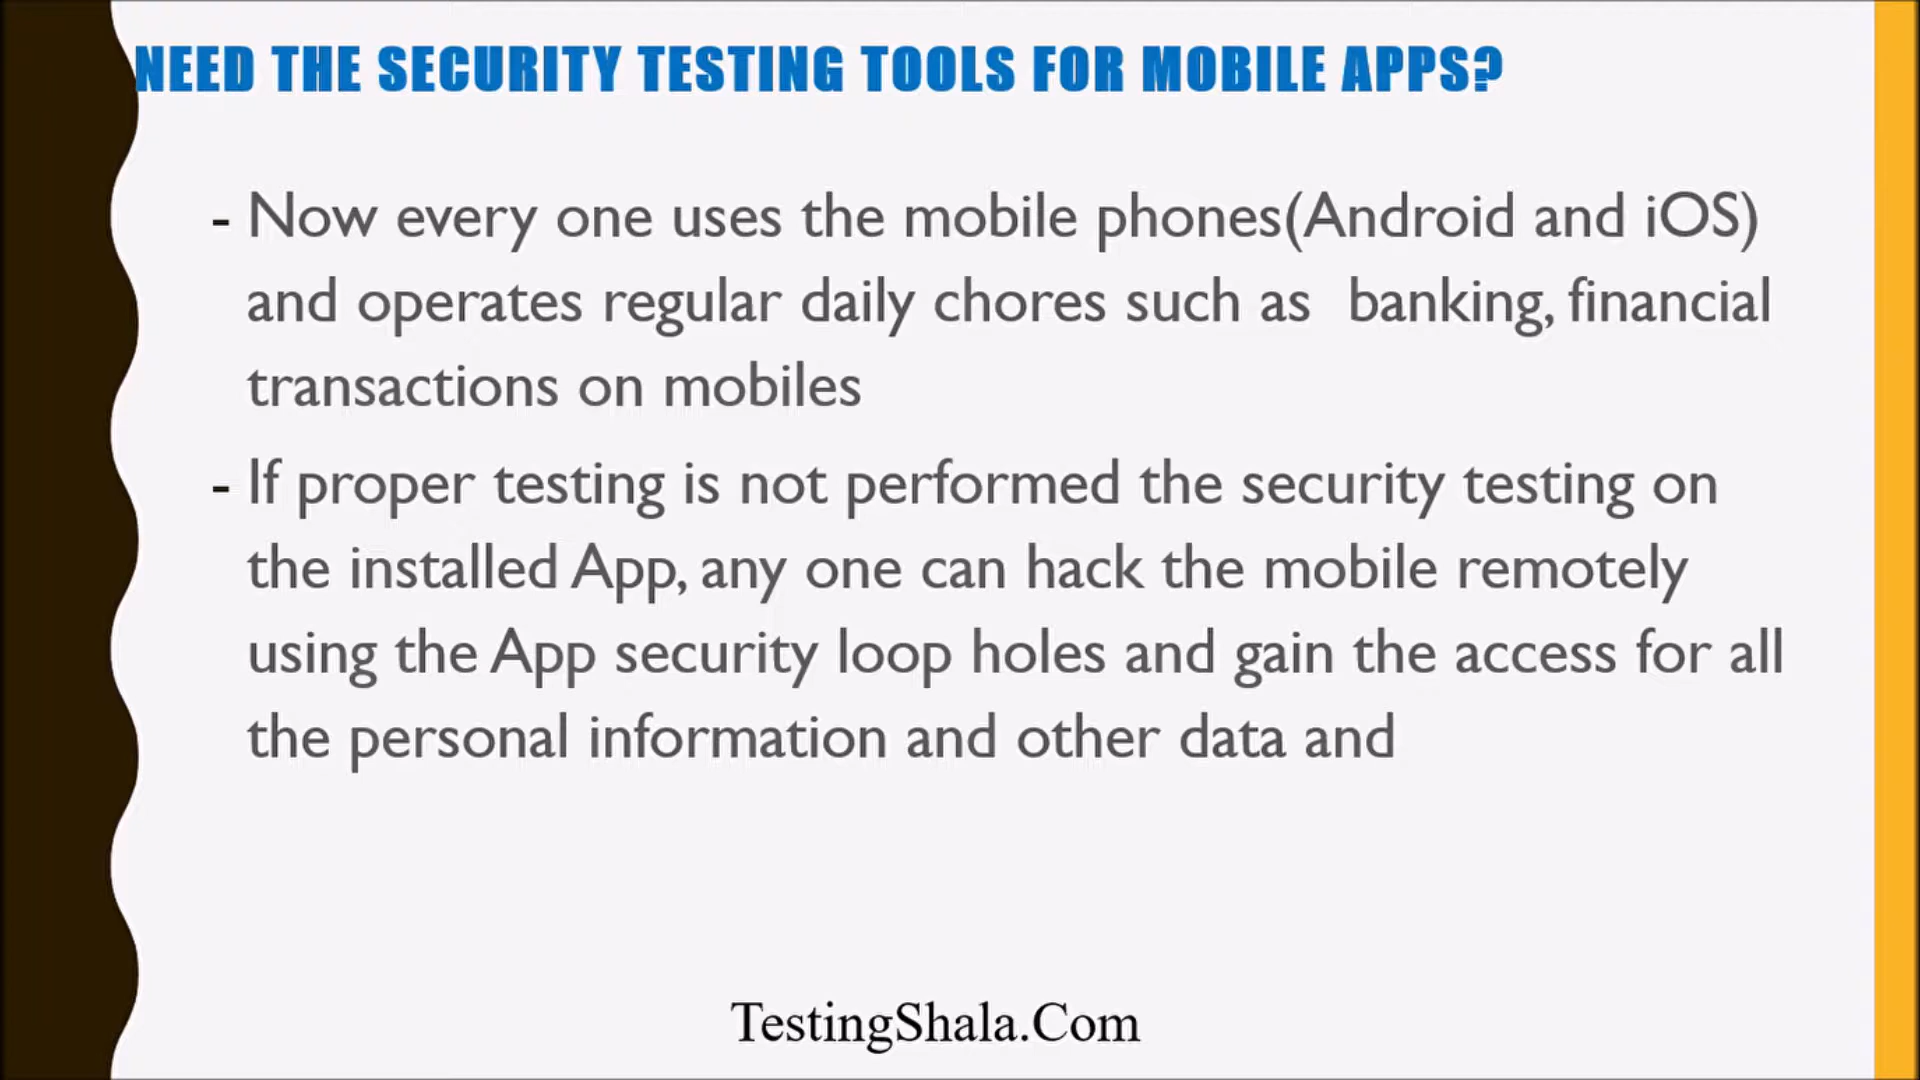 NEED THE SECURITY TESTING TOOLS FOR MOBILE APPS?
- Now every one uses the mobile phones(Android and iOS)
and operates regular daily chores such as  banking, financial
transactions on mobiles
- If proper testing is not performed the security testing on
the installed App, any one can hack the mobile remotely
using the App security loop holes and gain the access for all
the personal information and other data and
TestingShala.Com